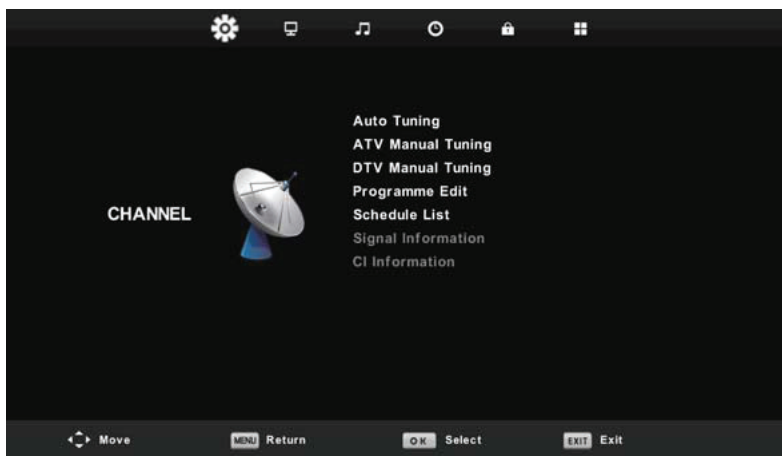 Auto Tuning
ATV Manual Tuning
DTV Manual Tuning
Programme Edit
CHANNEL
Schedule List
Signal Information
CI Information
Move MENU Return OK Select EXIT Exit